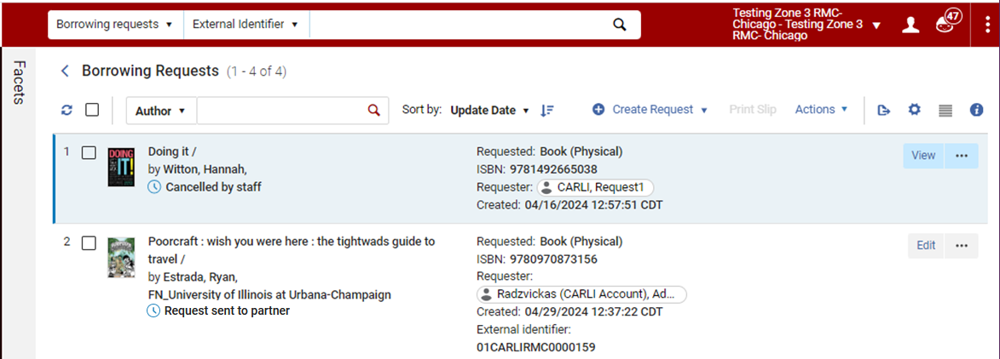 Borrowing requests External Identifier
Testing Zone 3 RMC-
Chicago - Testing Zone 3
RMC- Chicago
47
Facets
Borrowing Requests (1 - 4 of 4)
Author Sort by: Update Date Create Request Print Slip Actions
1
DOING
IT!
Doing it /
by Witton, Hannah,
Cancelled by staff
Requested: Book (Physical)
ISBN: 9781492665038
Requester: CARLI, Request1
Created: 04/16/2024 12:57:51 CDT
View
2
Poorcraft : wish you were here : the tightwads guide to
travel /
by Estrada, Ryan,
FN_University of Illinois at Urbana-Champaign
Request sent to partner
Requested: Book (Physical)
ISBN: 9780970873156
Requester:
Radzvickas (CARLI Account), Ad...
Created: 04/29/2024 12:37:22 CDT
External identifier:
01CARLIRMC0000159
Edit